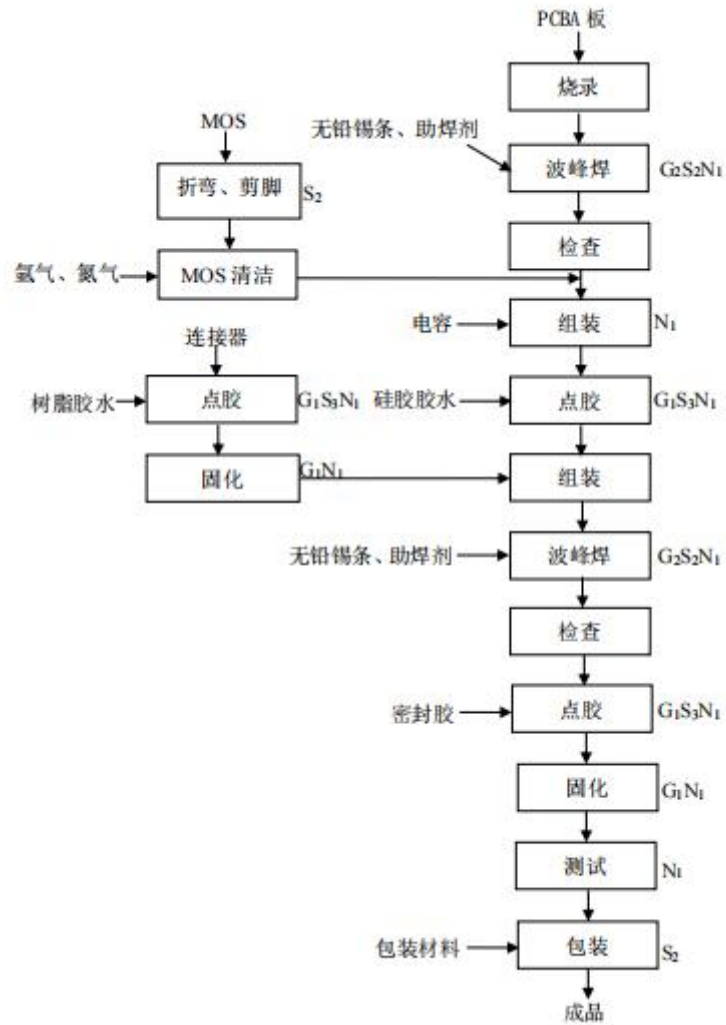 PCBA 板
烧录
MOS
无铅锡条、助焊剂
波峰焊
G₂S₂N₁
折弯、剪脚
S₂
检查
氩气、氮气
MOS 清洁
电容
组装
N₁
连接器
树脂胶水
点胶
G₁S₃N₁
硅胶胶水
点胶
G₁S₃N₁
固化
G₁N₁
组装
无铅锡条、助焊剂
波峰焊
G₂S₂N₁
检查
密封胶
点胶
G₁S₃N₁
固化
G₁N₁
测试
N₁
包装材料
包装
S₂
成品